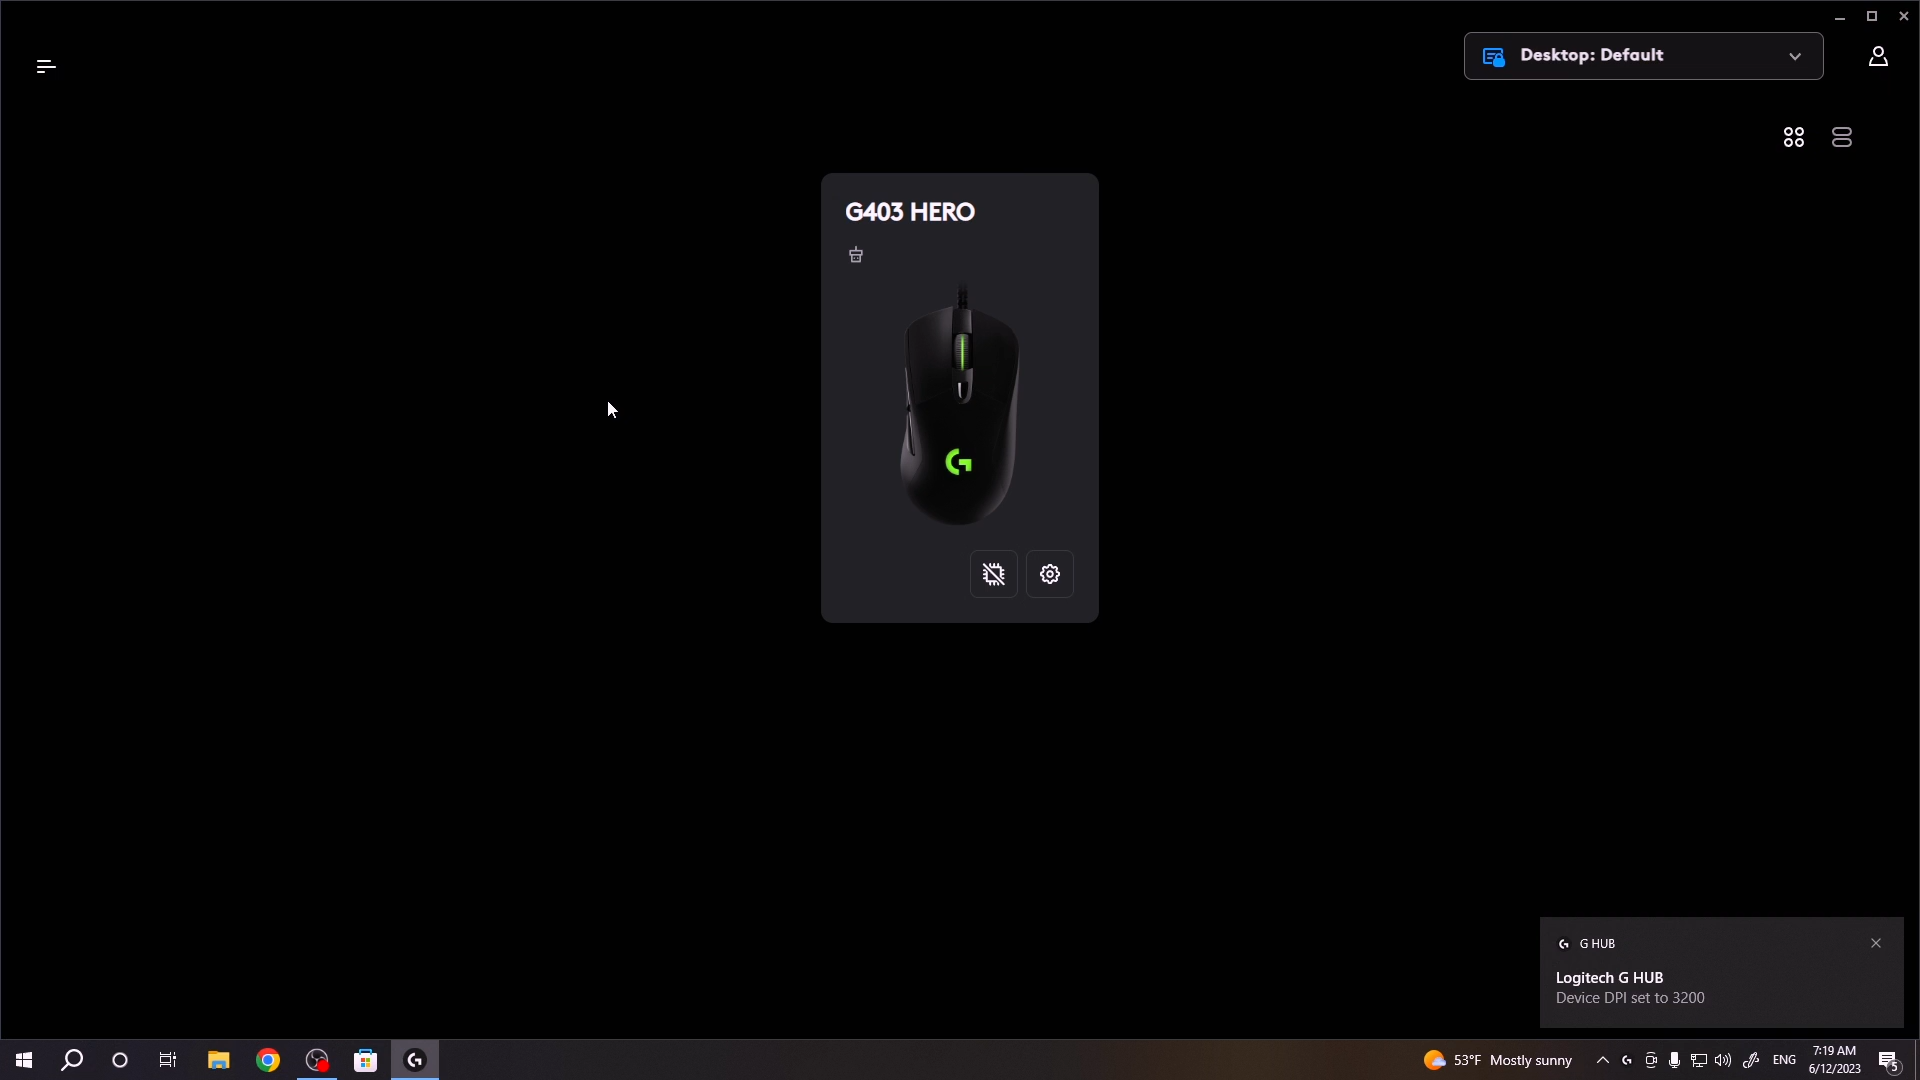 Desktop: Default
G403 HERO
G HUB
Logitech G HUB
Device DPI set to 3200
53°F Mostly sunny
ENG
7:19 AM
6/12/2023
5